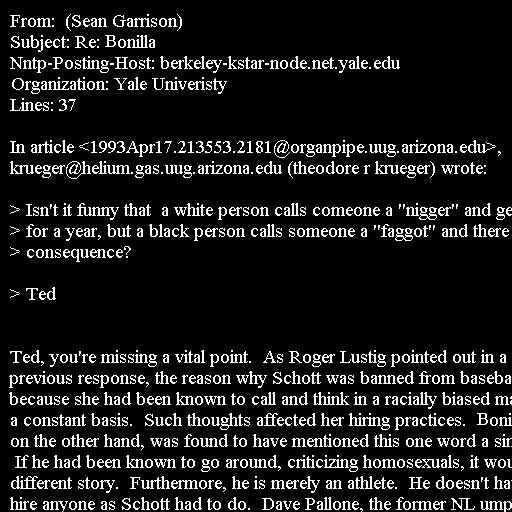 From:  (Sean Garrison)
Subject: Re: Bonilla
Nntp-Posting-Host: berkeley-kstar-node.net.yale.edu
Organization: Yale Univeristy
Lines: 37
In article <1993Apr17.213553.2181@organpipe.uug.arizona.edu>,
krueger@helium.gas.uug.arizona.edu (theodore r krueger) wrote:
> Isn't it funny that  a white person calls comeone a "nigger" and ge
> for a year, but a black person calls someone a "faggot" and there
> consequence?
> Ted
Ted, you're missing a vital point.  As Roger Lustig pointed out in a
previous response, the reason why Schott was banned from baseba
because she had been known to call and think in a racially biased ma
a constant basis.  Such thoughts affected her hiring practices.  Boni
on the other hand, was found to have mentioned this one word a sin
 If he had been known to go around, criticizing homosexuals, it wou
different story.  Furthermore, he is merely an athlete.  He doesn't ha
hire anyone as Schott had to do.  Dave Pallone, the former NL ump